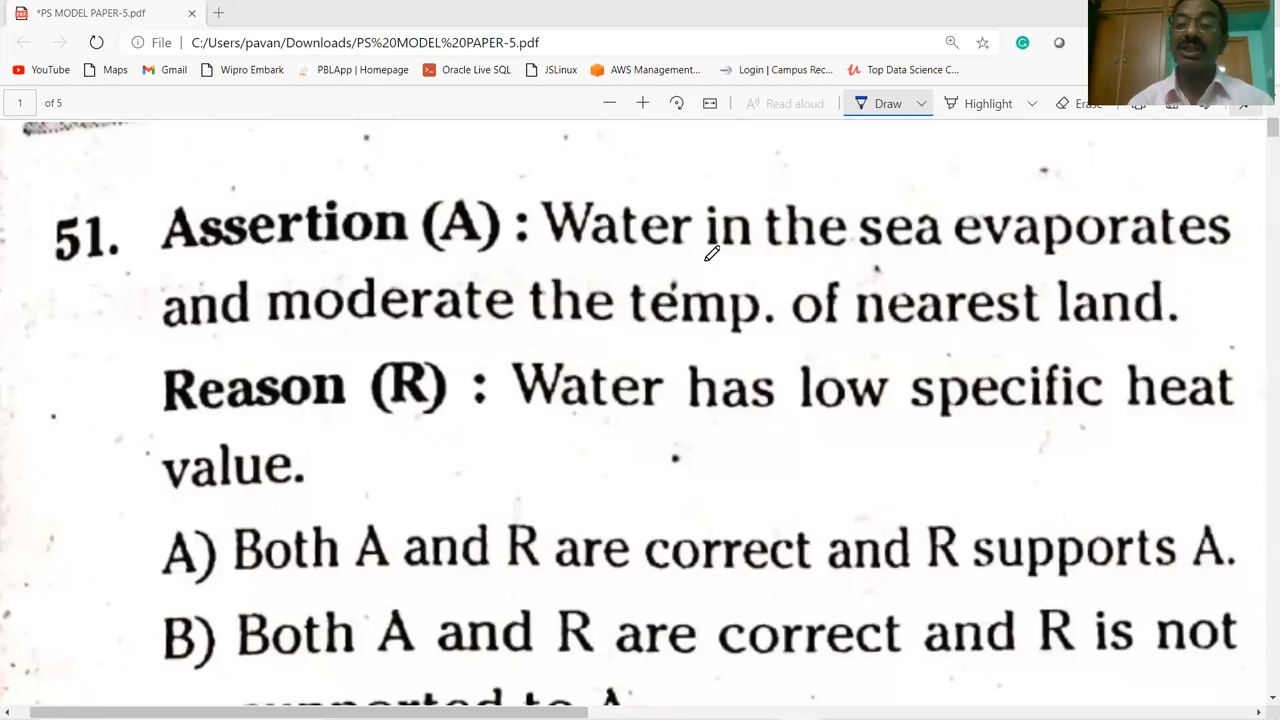 *PS MODEL PAPER-5.pdf
File C:/Users/pavan/Downloads/PS%20MODEL%20PAPER-5.pdf
YouTube Maps Gmail Wipro Embark PBLApp | Homepage Oracle Live SQL JSLinux AWS Management... Login | Campus Rec... Top Data Science C...
1 of 5 Read aloud Draw Highlight Erase
51. Assertion (A) : Water in the sea evaporates
and moderate the temp. of nearest land.
Reason (R) : Water has low specific heat
value.
A) Both A and R are correct and R supports A.
B) Both A and R are correct and R is not
supported to A.